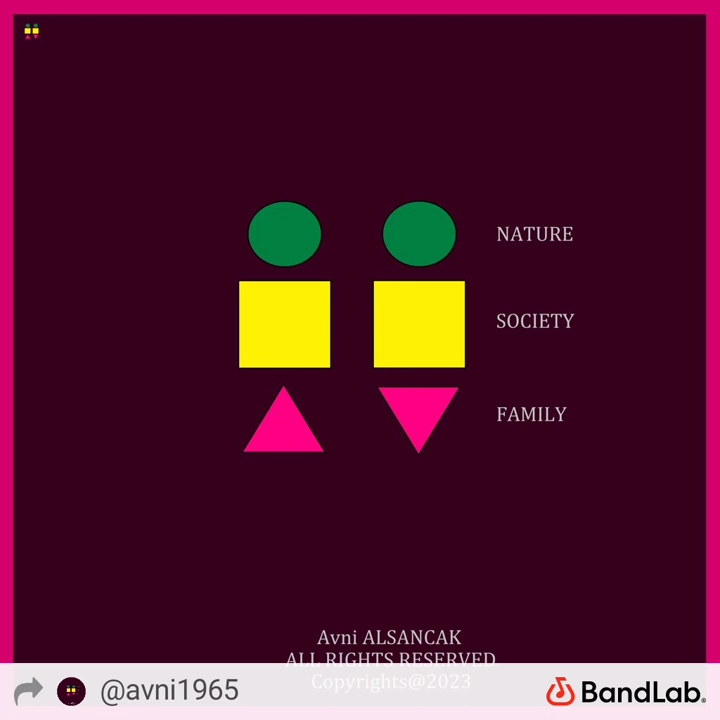 NATURE
SOCIETY
FAMILY
Avni ALSANCAK
ALL RIGHTS RESERVED
Copyrights@2023
@avni1965
BandLab®